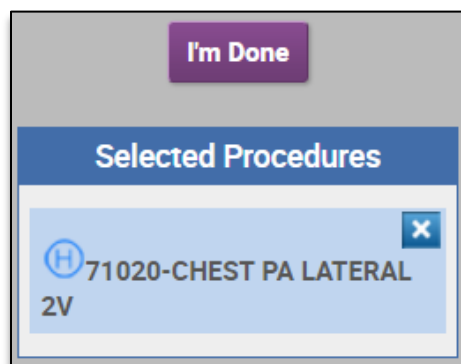 I'm Done
Selected Procedures
H 71020-CHEST PA LATERAL
2V